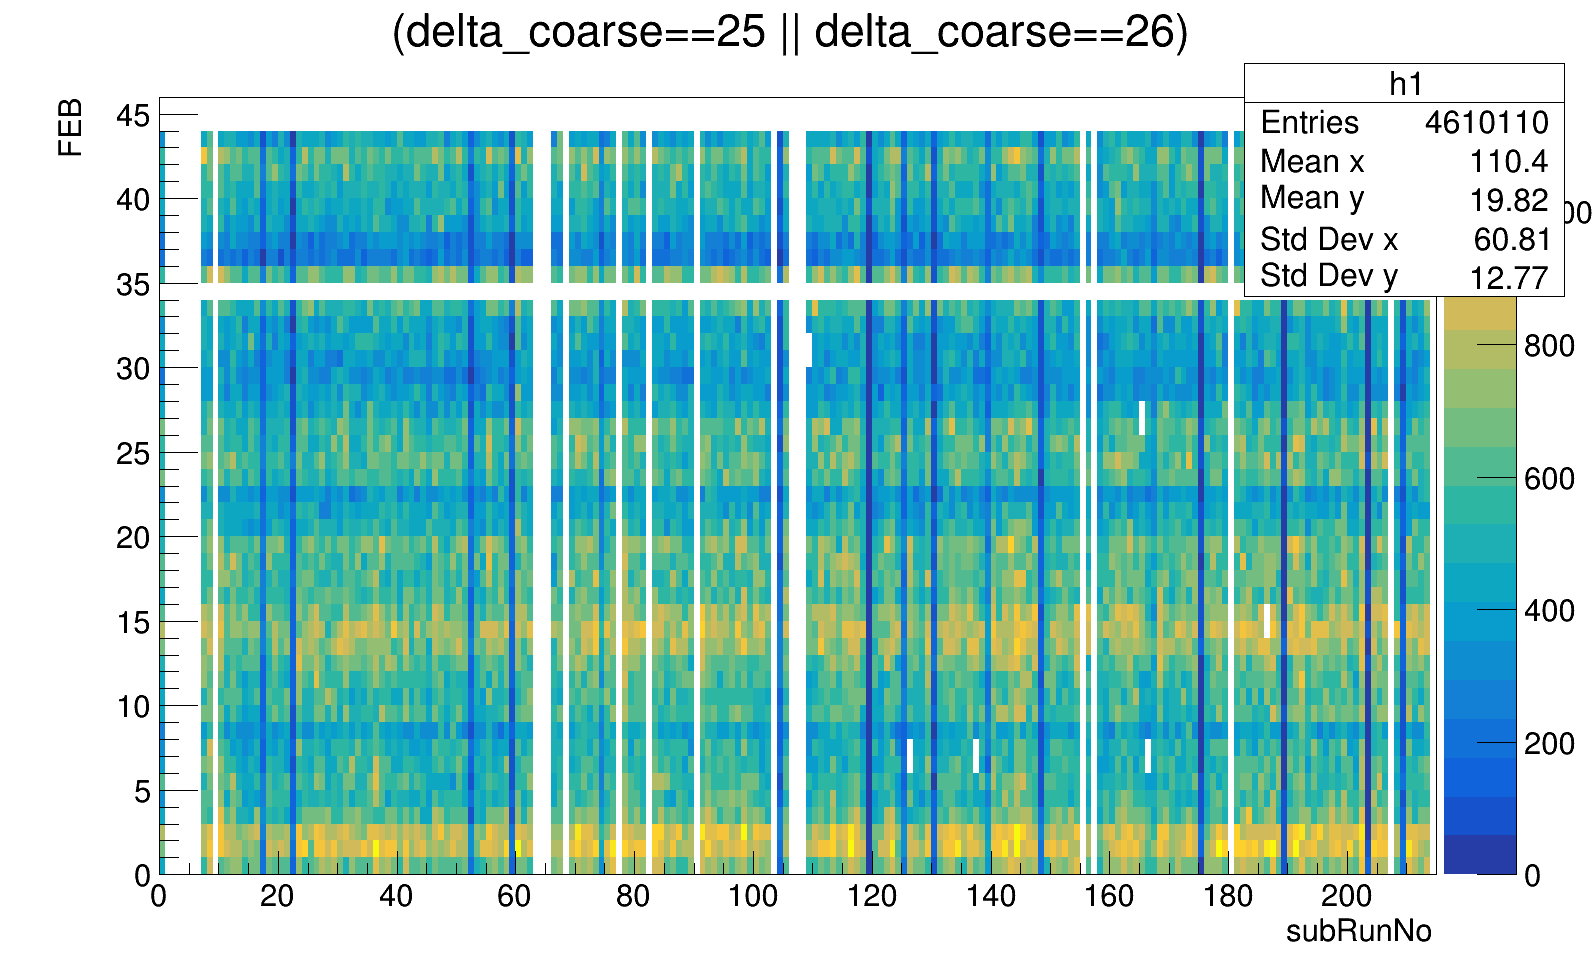 (delta_coarse==25 || delta_coarse==26)
h1
Entries 4610110
Mean x 110.4
Mean y 19.82
Std Dev x 60.81
Std Dev y 12.77
FEB
45
40
35
30
25
20
15
10
5
0
00
800
600
400
200
0
0 20 40 60 80 100 120 140 160 180 200
subRunNo